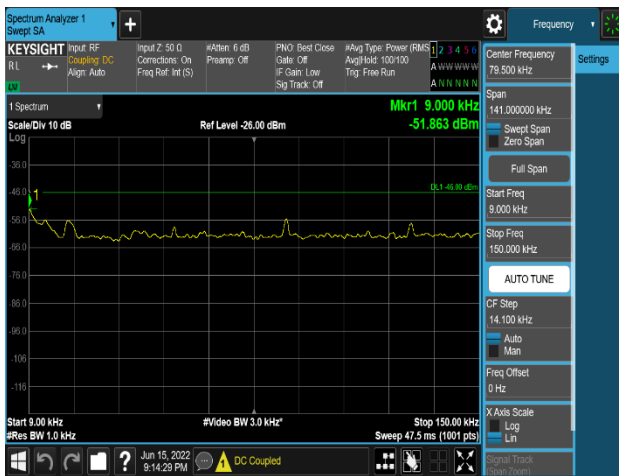 Spectrum Analyzer 1
Swept SA
+
Frequency
KEYSIGHT
Input: RF
Input Z: 50 Ω
#Atten: 6 dB
PNO: Best Close
#Avg Type: Power (RMS
1 2 3 4 5 6
RL
Coupling: DC
Corrections: On
Preamp: Off
Gate: Off
Avg|Hold: 100/100
A W W W W W
Align: Auto
Freq Ref: Int (S)
IF Gain: Low
Trig: Free Run
Sig Track: Off
A N N N N N
Center Frequency
79.500 kHz
Settings
1 Spectrum
Mkr1 9.000 kHz
Scale/Div 10 dB
Ref Level -26.00 dBm
-51.863 dBm
Log
Span
141.000000 kHz
Swept Span
Zero Span
Full Span
-36.0
-46.0
1
DL1 -46.00 dBm
-56.0
-66.0
-76.0
-86.0
-96.0
-106
-116
Start Freq
9.000 kHz
Stop Freq
150.000 kHz
AUTO TUNE
CF Step
14.100 kHz
Auto
Man
Freq Offset
0 Hz
X Axis Scale
Log
Lin
Signal Track
(Span Zoom)
Start 9.00 kHz
#Video BW 3.0 kHz*
Stop 150.00 kHz
#Res BW 1.0 kHz
Sweep 47.5 ms (1001 pts)
?
Jun 15, 2022
9:14:29 PM
DC Coupled